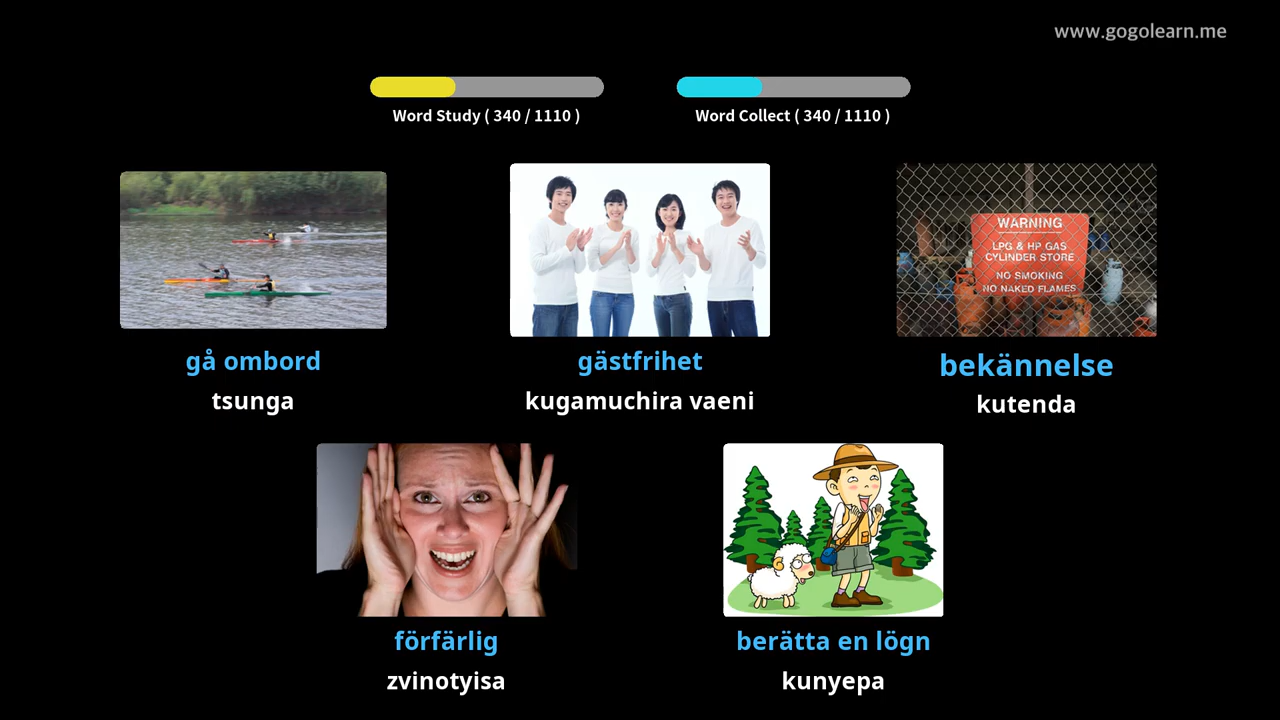 www.gogolearn.me
Word Study ( 340 / 1110 )
Word Collect ( 340 / 1110 )
WARNING
LPG & HP GAS
CYLINDER STORE
NO SMOKING
NO NAKED FLAMES
gå ombord
gästfrihet
bekännelse
tsunga
kugamuchira vaeni
kutenda
förfärlig
berätta en lögn
zvinotyisa
kunyepa